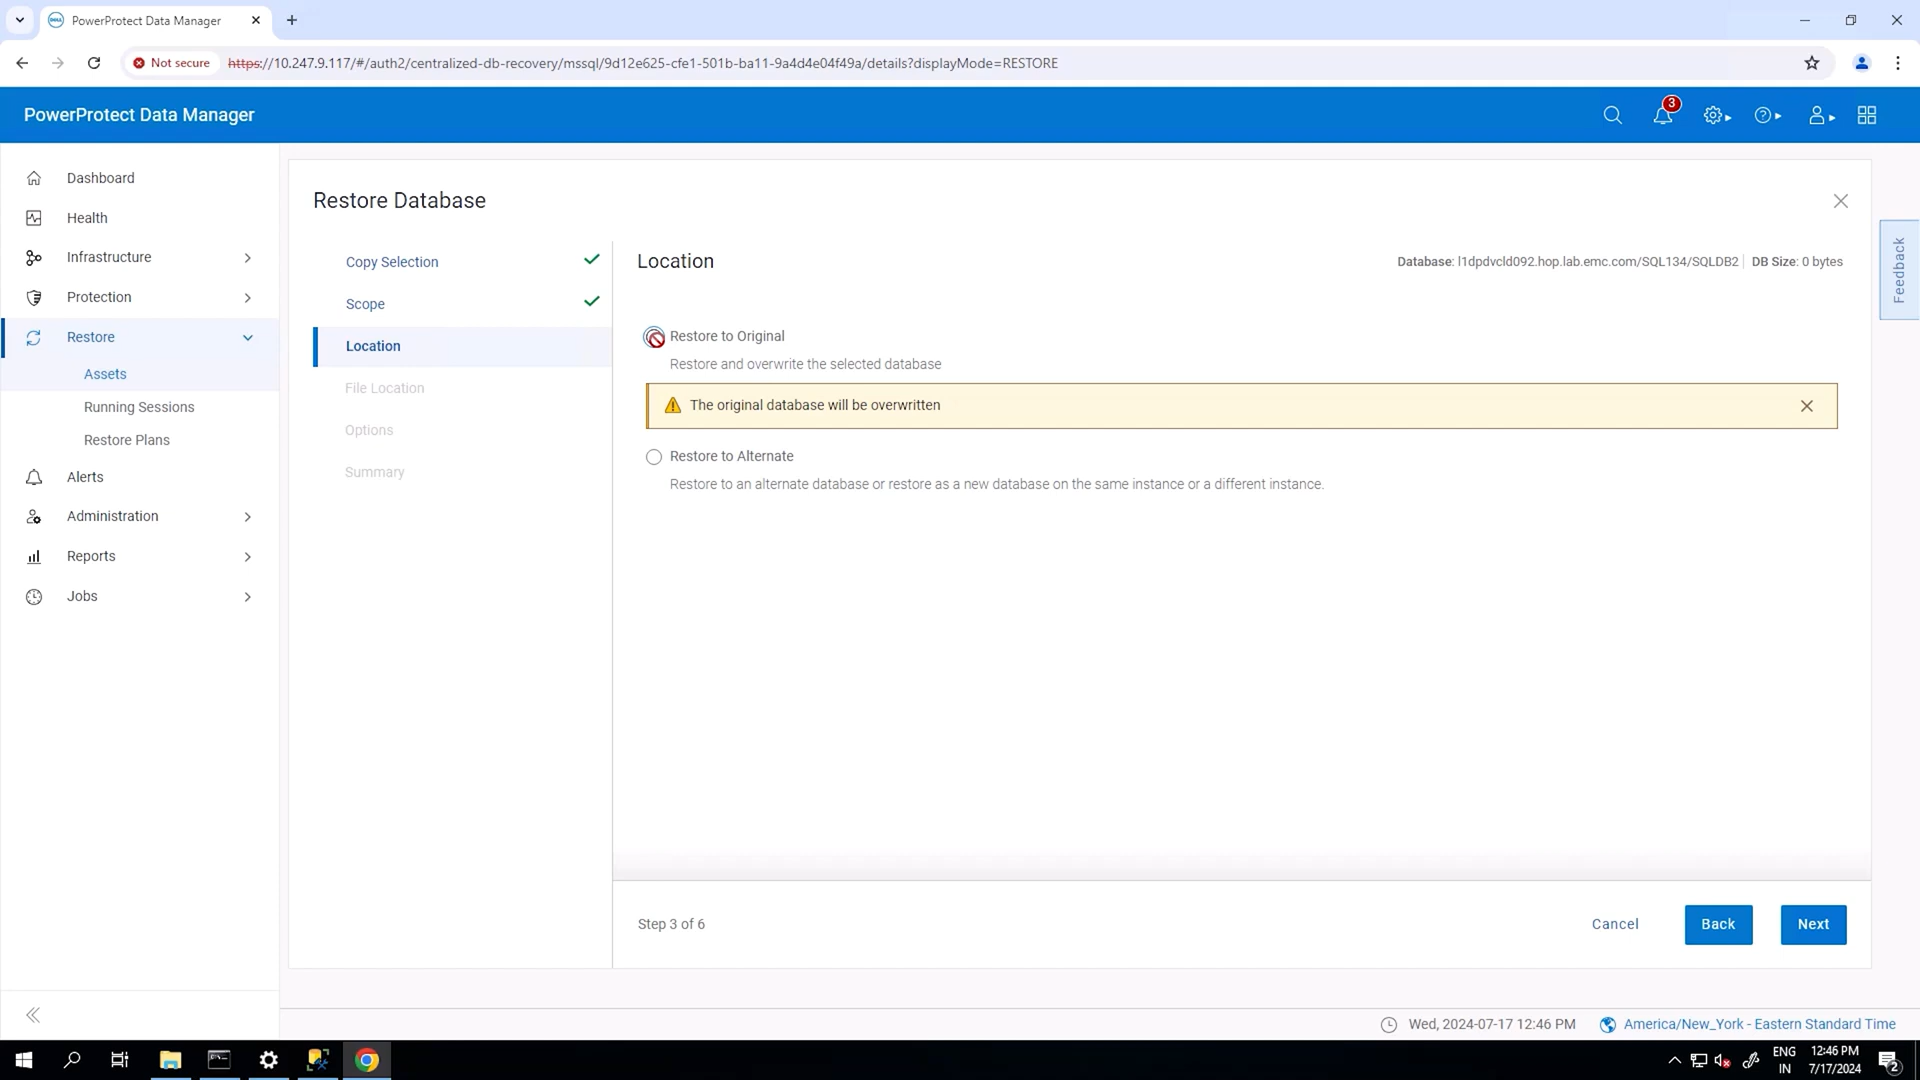 PowerProtect Data Manager
Not secure
https://10.247.9.117/#/auth2/centralized-db-recovery/mssql/9d12e625-cfe1-501b-ba11-9a4d4e04f49a/details?displayMode=RESTORE
PowerProtect Data Manager
3
Dashboard
Health
Infrastructure
Protection
Restore
Assets
Running Sessions
Restore Plans
Alerts
Administration
Reports
Jobs
Restore Database
Copy Selection
Scope
Location
File Location
Options
Summary
Location
Database: l1dpdvcld092.hop.lab.emc.com/SQL134/SQLDB2 DB Size: 0 bytes
Restore to Original
Restore and overwrite the selected database
The original database will be overwritten
Restore to Alternate
Restore to an alternate database or restore as a new database on the same instance or a different instance.
Step 3 of 6
Cancel
Back
Next
Feedback
Wed, 2024-07-17 12:46 PM
America/New_York - Eastern Standard Time
ENG
IN
12:46 PM
7/17/2024
2